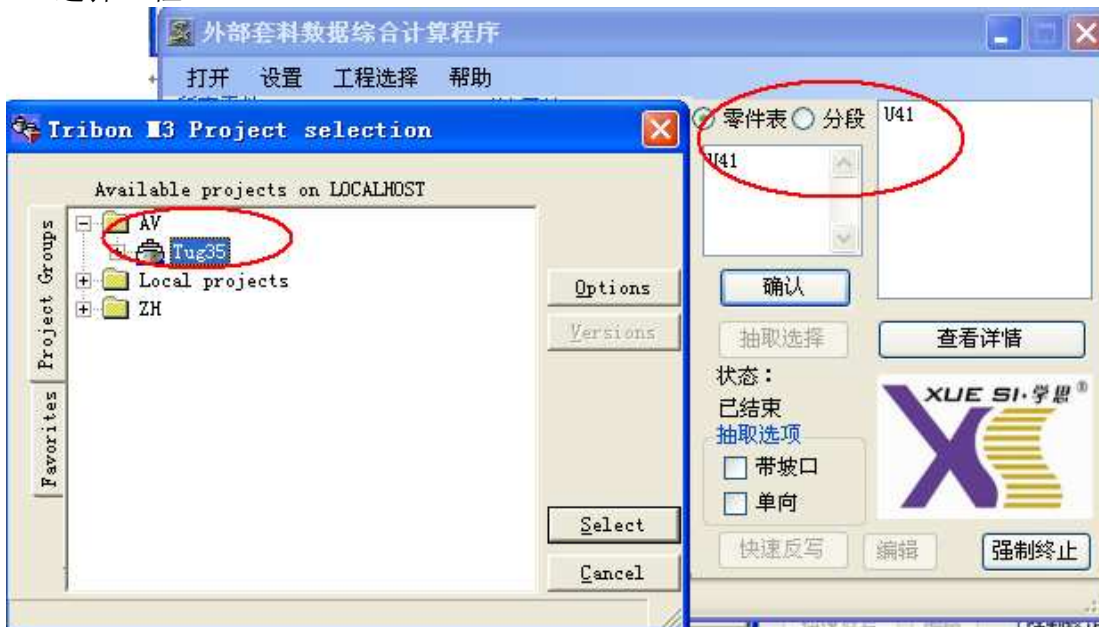 外部套料数据综合计算程序
打开 设置 工程选择 帮助
Tribon M3 Project selection
Available projects on LOCALHOST
Project Groups
Favorites
AV
Tug35
Local projects
ZH
Options
Versions
Select
Cancel
零件表 分段
U41
U41
确认
抽取选择
查看详情
状态：
已结束
抽取选项
带坡口
单向
XUE SI·学思®
XS
快速反写
编辑
强制终止